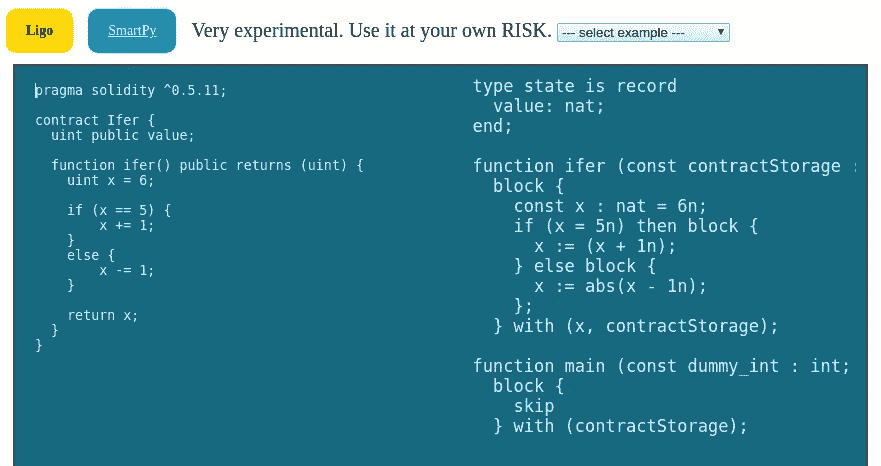 Ligo SmartPy Very experimental. Use it at your own RISK. --- select example ---
pragma solidity ^0.5.11;
contract Ifer {
uint public value;
function ifer() public returns (uint) {
uint x = 6;
if (x == 5) {
x += 1;
}
else {
x -= 1;
}
return x;
}
}
type state is record
value: nat;
end;
function ifer (const contractStorage :
block {
const x : nat = 6n;
if (x = 5n) then block {
x := (x + 1n);
} else block {
x := abs(x - 1n);
};
} with (x, contractStorage);
function main (const dummy_int : int;
block {
skip
} with (contractStorage);